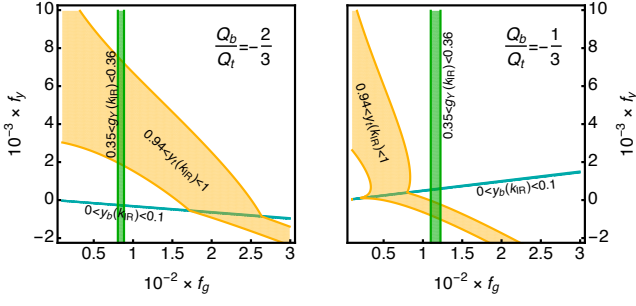 10⁻³ × f_y
10
8
6
4
2
0
−2
0.5
1
1.5
2
2.5
3
10⁻² × f_g
Q_b/Q_t=−2/3
0.35<g_Y(k_IR)<0.36
0.94<y_t(k_IR)<1
0<y_b(k_IR)<0.1
Q_b/Q_t=−1/3
0.35<g_Y(k_IR)<0.36
0.94<y_t(k_IR)<1
0<y_b(k_IR)<0.1
0.5
1
1.5
2
2.5
3
10⁻² × f_g
8
6
4
2
0
−2
10⁻³ × f_y